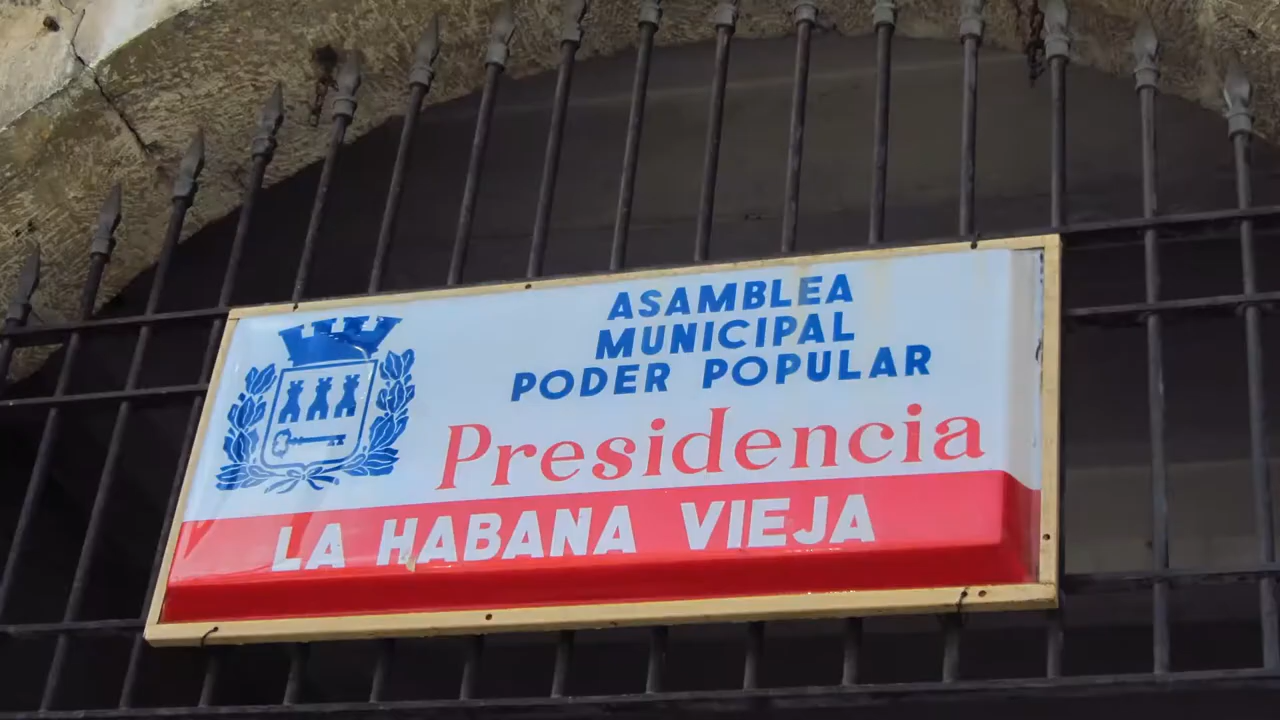 ASAMBLEA
MUNICIPAL
PODER POPULAR
Presidencia
LA HABANA VIEJA